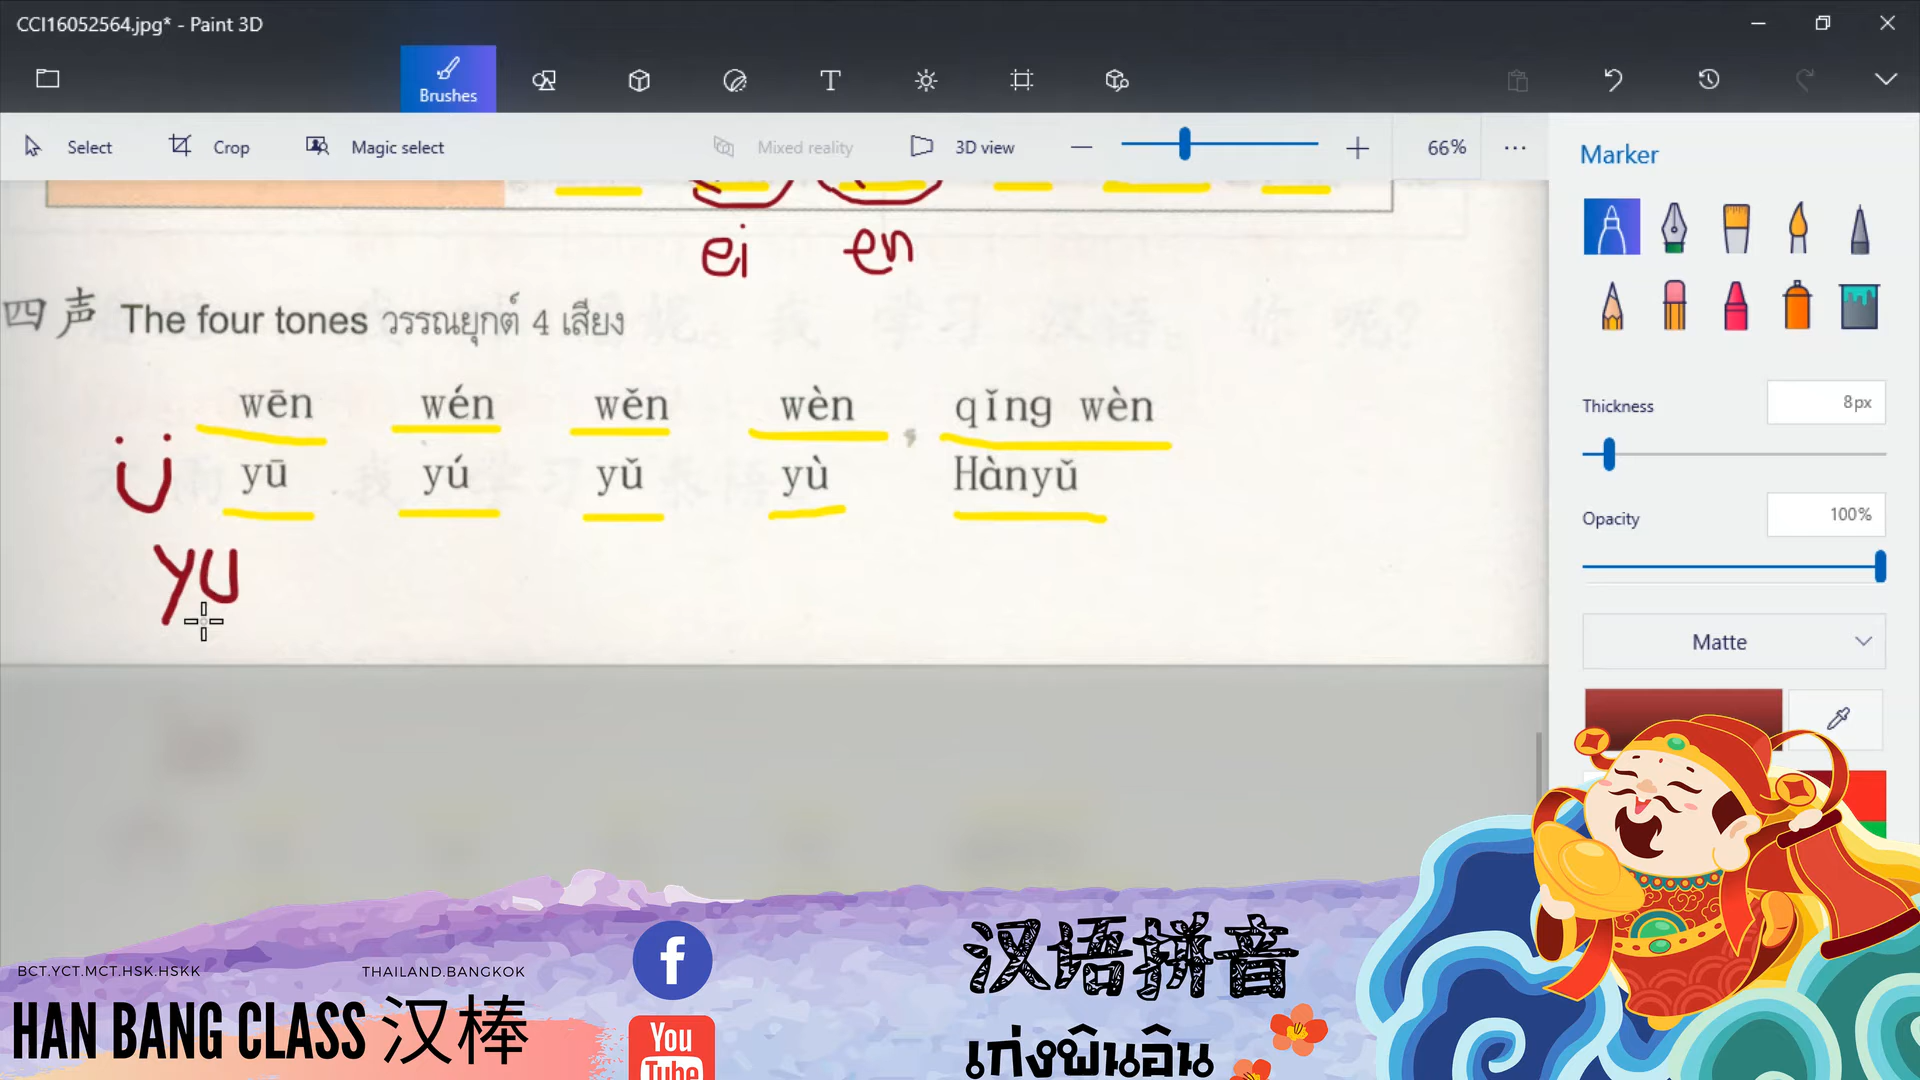 CCI16052564.jpg* - Paint 3D
Brushes
Select
Crop
Magic select
Mixed reality
3D view
66%
Marker
ei en
四声 The four tones วรรณยุกต์ 4 เสียง
wēn wén wěn wèn qǐng wèn
ü yū yú yǔ yù Hànyǔ
yu
Thickness
8px
Opacity
100%
Matte
BCT.YCT.MCT.HSK.HSKK
THAILAND.BANGKOK
HAN BANG CLASS 汉棒
f
You
Tube
汉语拼音
เก่งพินอิน